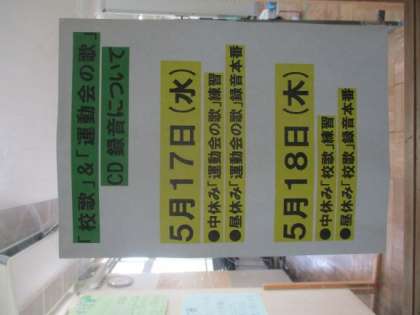 「校歌」&「運動会の歌」
CD録音について
5月17日(水)
●中休み「運動会の歌」練習
●昼休み「運動会の歌」録音本番
5月18日(木)
●中休み「校歌」練習
●昼休み「校歌」録音本番